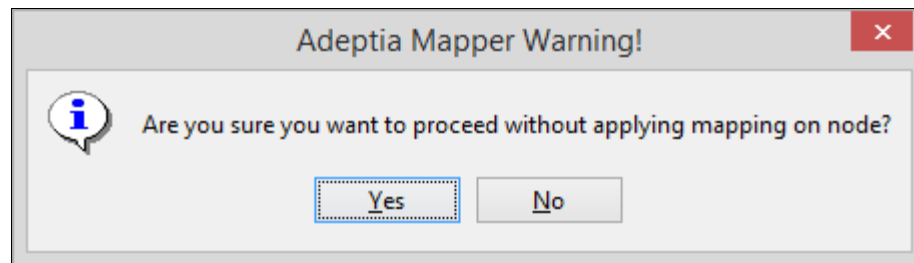 Adeptia Mapper Warning!
Are you sure you want to proceed without applying mapping on node?
Yes
No